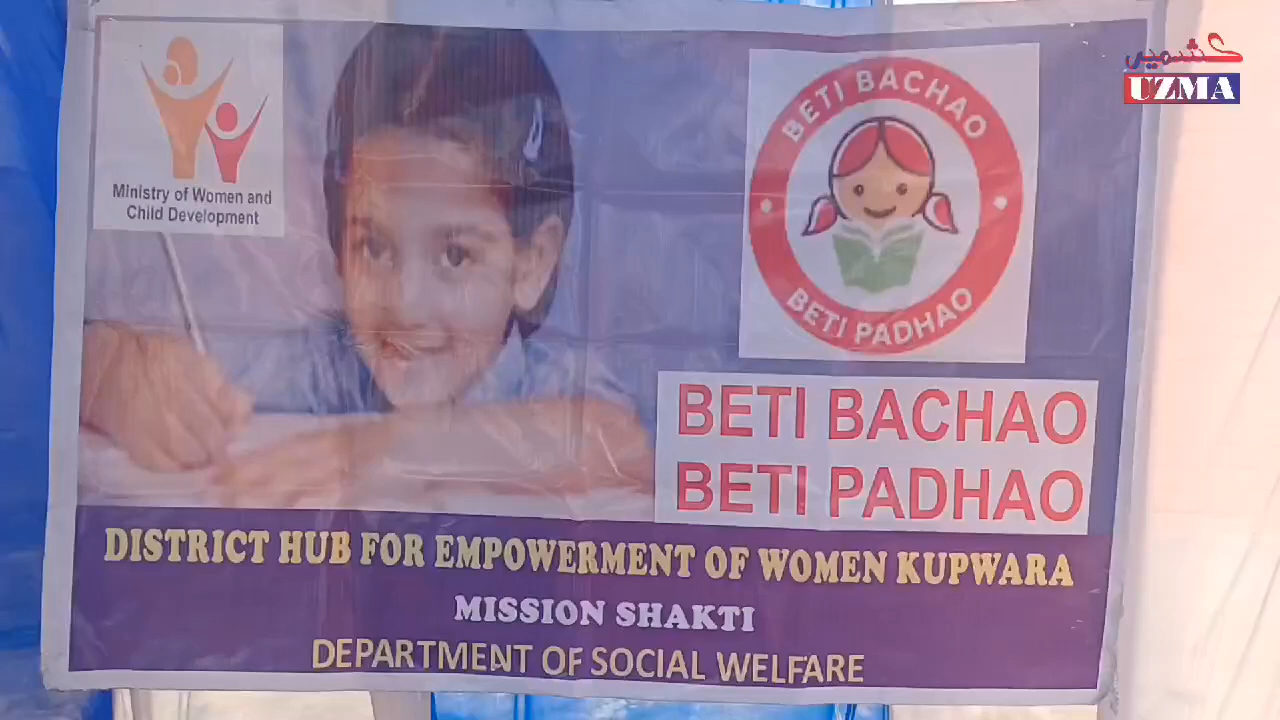 کشمیر
UZMA
Ministry of Women and
Child Development
BETI BACHAO
BETI PADHAO
BETI BACHAO
BETI PADHAO
DISTRICT HUB FOR EMPOWERMENT OF WOMEN KUPWARA
MISSION SHAKTI
DEPARTMENT OF SOCIAL WELFARE